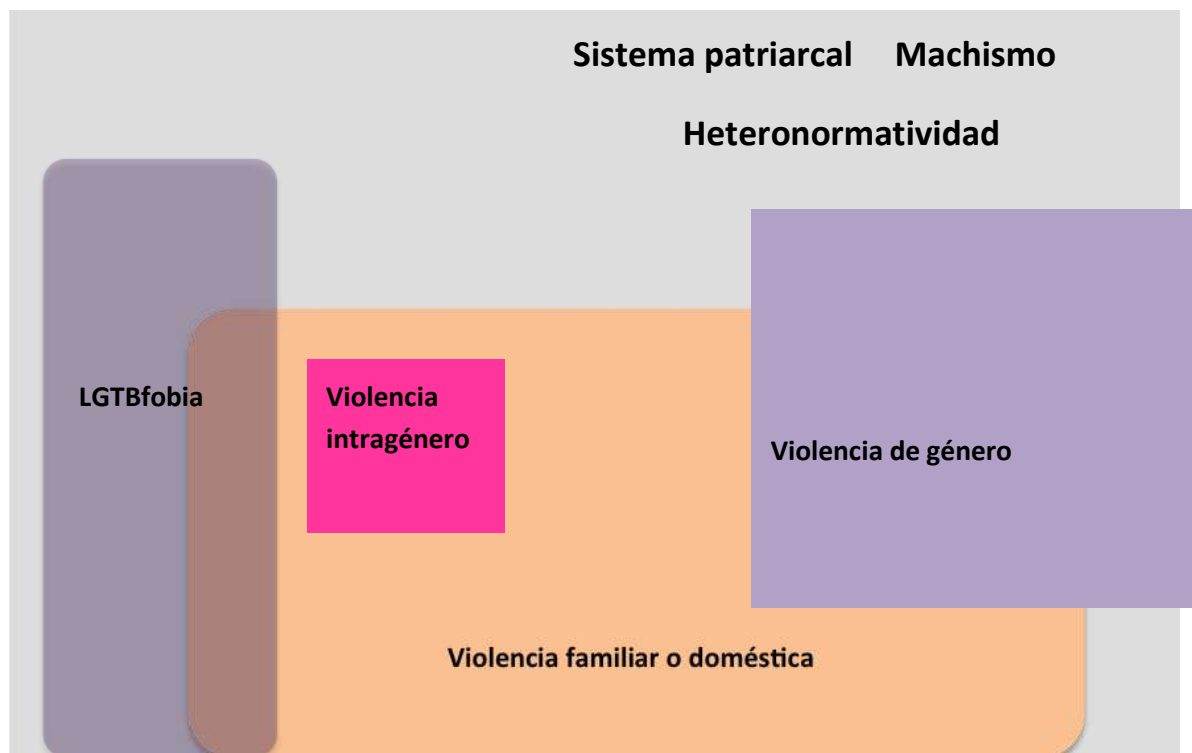 Sistema patriarcal Machismo
Heteronormatividad
LGTBfobia
Violencia
intragénero
Violencia de género
Violencia familiar o doméstica